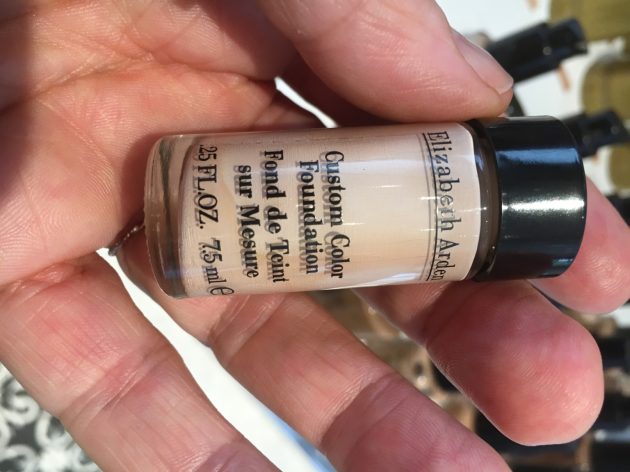 Elizabeth Arden
Custom Color
Foundation
Fond de Teint
sur Mesure
.25 FL.OZ. 7.5 ml e